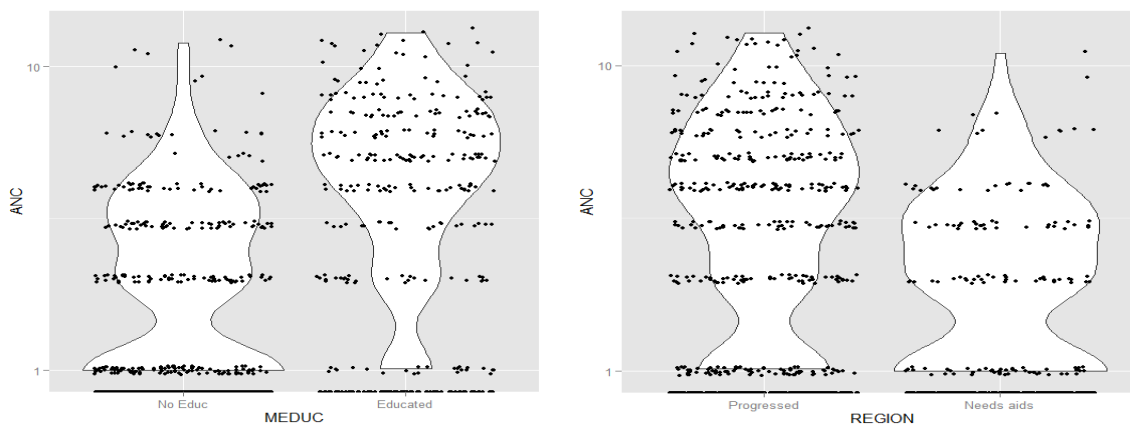 ANC
10
1
No Educ
Educated
MEDUC
ANC
10
1
Progressed
Needs aids
REGION